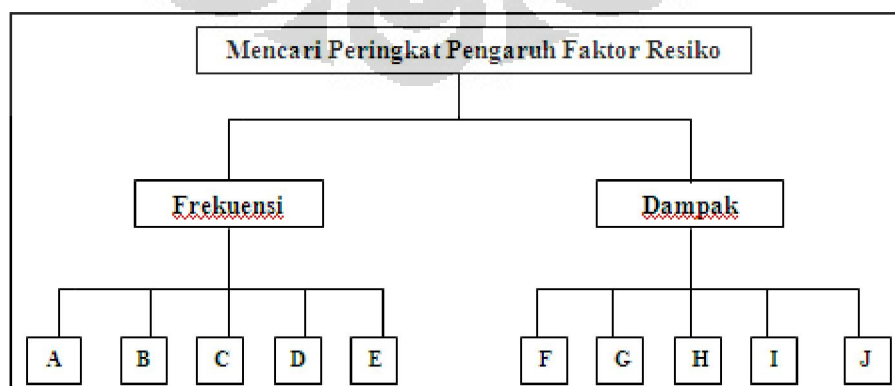 Mencari Peringkat Pengaruh Faktor Resiko
Frekuensi Dampak
A B C D E F G H I J